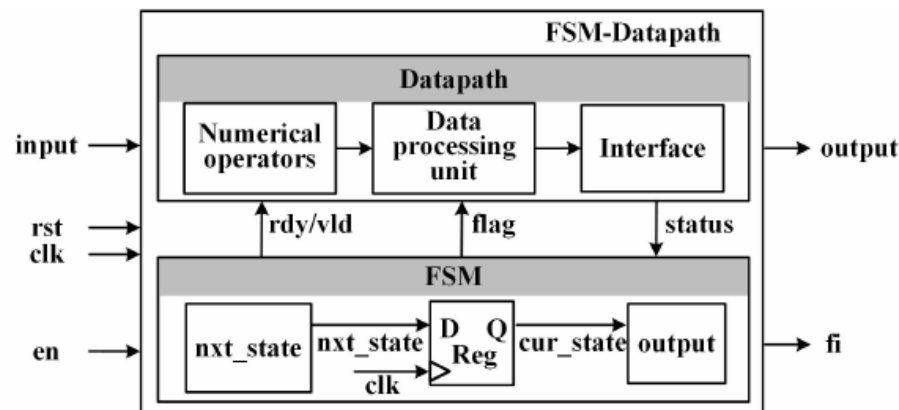 FSM-Datapath
Datapath
Numerical
operators
Data
processing
unit
Interface
input
output
rst
clk
rdy/vld
flag
status
FSM
nxt_state
nxt_state
D Q
Reg
clk
cur_state
output
en
fi